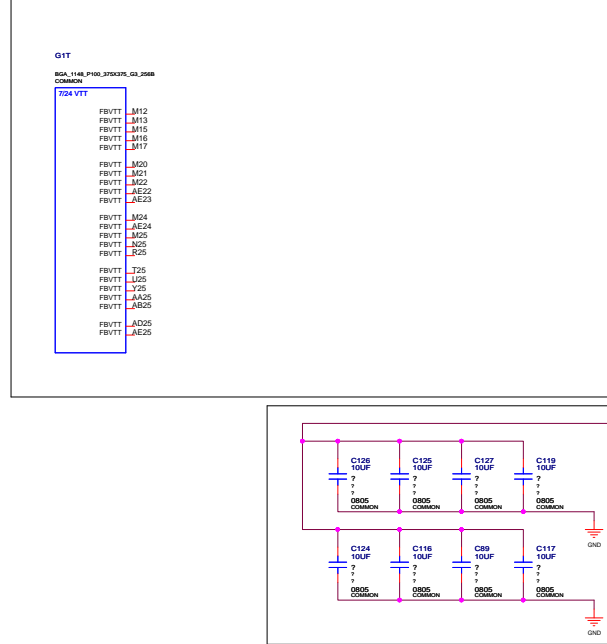 G1T
BGA_1148_P100_375X375_G3_256B
COMMON
7/24 VTT
FBVTT M12
FBVTT M13
FBVTT M15
FBVTT M16
FBVTT M17
FBVTT M20
FBVTT M21
FBVTT M22
FBVTT AE22
FBVTT AE23
FBVTT M24
FBVTT AE24
FBVTT M25
FBVTT N25
FBVTT R25
FBVTT T25
FBVTT U25
FBVTT Y25
FBVTT AA25
FBVTT AB25
FBVTT AD25
FBVTT AE25
C126 C125 C127 C119
10UF 10UF 10UF 10UF
? ? ? ?
? ? ? ?
? ? ? ?
0805 0805 0805 0805
COMMON COMMON COMMON COMMON
GND
C124 C116 C89 C117
10UF 10UF 10UF 10UF
? ? ? ?
? ? ? ?
? ? ? ?
0805 0805 0805 0805
COMMON COMMON COMMON COMMON
GND